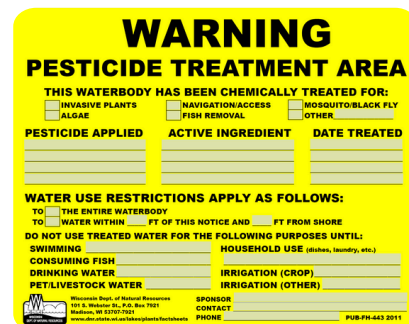 WARNING
PESTICIDE TREATMENT AREA
THIS WATERBODY HAS BEEN CHEMICALLY TREATED FOR:
INVASIVE PLANTS NAVIGATION/ACCESS MOSQUITO/BLACK FLY
ALGAE FISH REMOVAL OTHER
PESTICIDE APPLIED ACTIVE INGREDIENT DATE TREATED
WATER USE RESTRICTIONS APPLY AS FOLLOWS:
TO THE ENTIRE WATERBODY
TO WATER WITHIN FT OF THIS NOTICE AND FT FROM SHORE
DO NOT USE TREATED WATER FOR THE FOLLOWING PURPOSES UNTIL:
SWIMMING HOUSEHOLD USE (dishes, laundry, etc.)
CONSUMING FISH
DRINKING WATER IRRIGATION (CROP)
PET/LIVESTOCK WATER IRRIGATION (OTHER)
Wisconsin Dept. of Natural Resources SPONSOR
101 S. Webster St., P.O. Box 7921
Madison, WI 53707-7921 CONTACT
www.dnr.state.wi.us/lakes/plants/factsheets PHONE PUB-FH-443 2011
WISCONSIN
DEPT. OF NATURAL RESOURCES